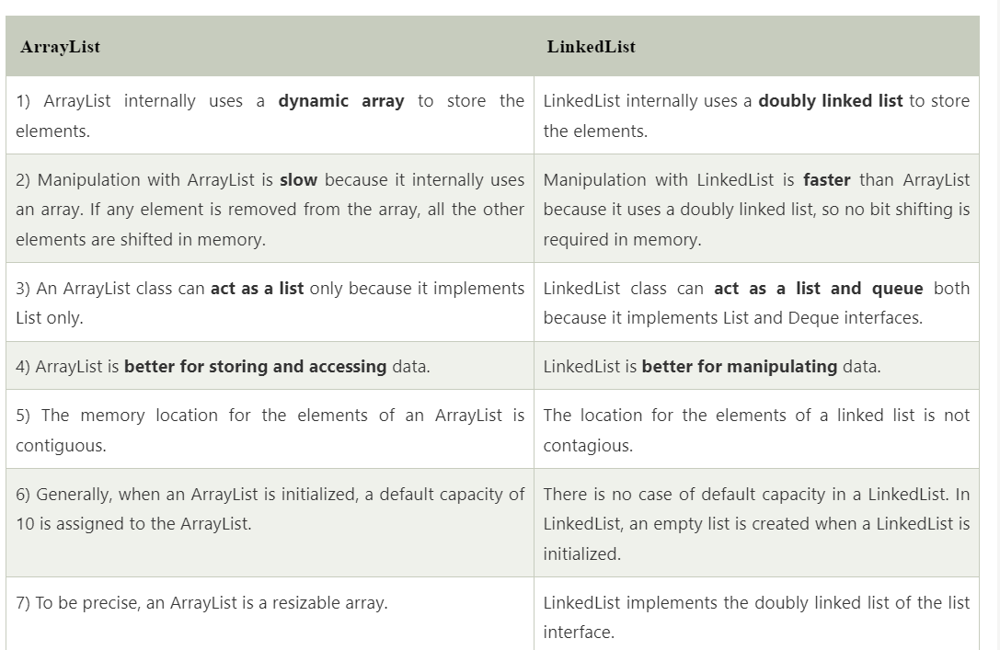 ArrayList
LinkedList
1) ArrayList internally uses a dynamic array to store the
elements.
LinkedList internally uses a doubly linked list to store
the elements.
2) Manipulation with ArrayList is slow because it internally uses
an array. If any element is removed from the array, all the other
elements are shifted in memory.
Manipulation with LinkedList is faster than ArrayList
because it uses a doubly linked list, so no bit shifting is
required in memory.
3) An ArrayList class can act as a list only because it implements
List only.
LinkedList class can act as a list and queue both
because it implements List and Deque interfaces.
4) ArrayList is better for storing and accessing data.
LinkedList is better for manipulating data.
5) The memory location for the elements of an ArrayList is
contiguous.
The location for the elements of a linked list is not
contagious.
6) Generally, when an ArrayList is initialized, a default capacity of
10 is assigned to the ArrayList.
There is no case of default capacity in a LinkedList. In
LinkedList, an empty list is created when a LinkedList is
initialized.
7) To be precise, an ArrayList is a resizable array.
LinkedList implements the doubly linked list of the list
interface.